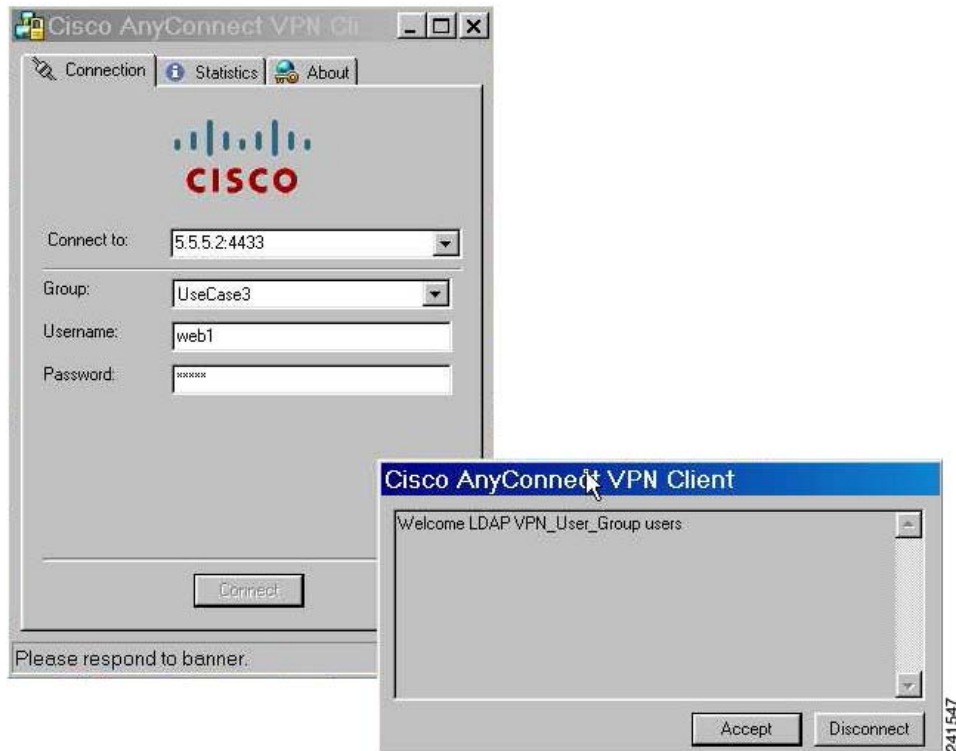 Cisco AnyConnect VPN Cli
Connection
Statistics
About
CISCO
Connect to:
5.5.5.2:4433
Group:
UseCase3
Username:
web1
Password:
*****
Connect
Please respond to banner.
Cisco AnyConnect VPN Client
Welcome LDAP VPN_User_Group users
Accept
Disconnect
241547